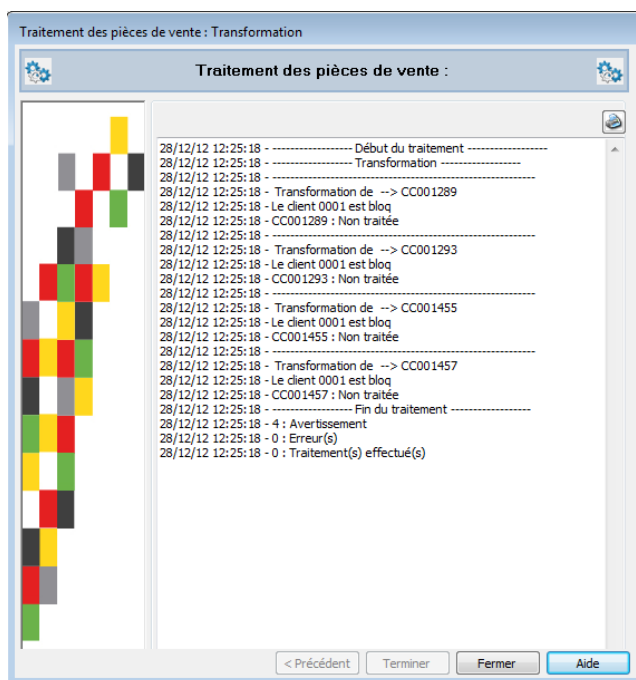 Traitement des pièces de vente : Transformation
Traitement des pièces de vente :
28/12/12 12:25:18 - ------------------ Début du traitement ------------------
28/12/12 12:25:18 - ------------------ Transformation ------------------
28/12/12 12:25:18 - -----------------------------------------------------------
28/12/12 12:25:18 - Transformation de --> CC001289
28/12/12 12:25:18 - Le client 0001 est bloq
28/12/12 12:25:18 - CC001289 : Non traitée
28/12/12 12:25:18 - -----------------------------------------------------------
28/12/12 12:25:18 - Transformation de --> CC001293
28/12/12 12:25:18 - Le client 0001 est bloq
28/12/12 12:25:18 - CC001293 : Non traitée
28/12/12 12:25:18 - -----------------------------------------------------------
28/12/12 12:25:18 - Transformation de --> CC001455
28/12/12 12:25:18 - Le client 0001 est bloq
28/12/12 12:25:18 - CC001455 : Non traitée
28/12/12 12:25:18 - -----------------------------------------------------------
28/12/12 12:25:18 - Transformation de --> CC001457
28/12/12 12:25:18 - Le client 0001 est bloq
28/12/12 12:25:18 - CC001457 : Non traitée
28/12/12 12:25:18 - ------------------ Fin du traitement ------------------
28/12/12 12:25:18 - 4 : Avertissement
28/12/12 12:25:18 - 0 : Erreur(s)
28/12/12 12:25:18 - 0 : Traitement(s) effectué(s)
< Précédent Terminer Fermer Aide